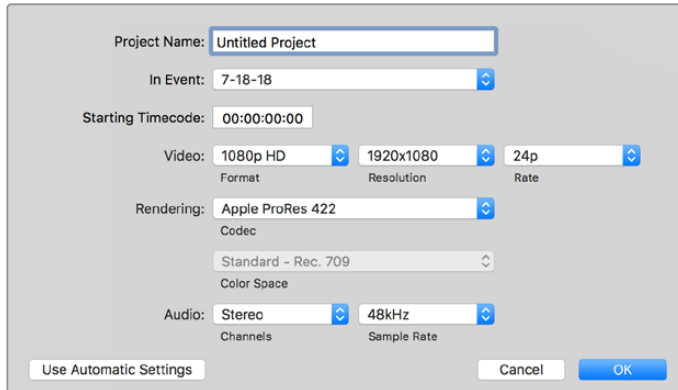 Project Name: Untitled Project
In Event: 7-18-18
Starting Timecode: 00:00:00:00
Video: 1080p HD 1920x1080 24p
Format Resolution Rate
Rendering: Apple ProRes 422
Codec
Standard - Rec. 709
Color Space
Audio: Stereo 48kHz
Channels Sample Rate
Use Automatic Settings Cancel OK